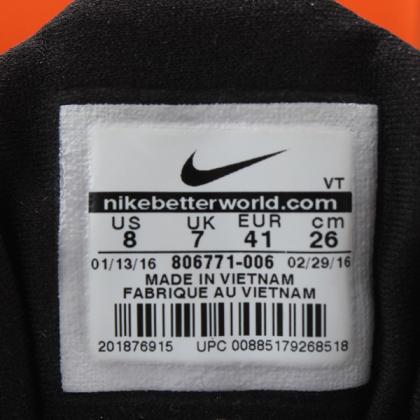 VT
nikebetterworld.com
US UK EUR cm
8 7 41 26
01/13/16 806771-006 02/29/16
MADE IN VIETNAM
FABRIQUE AU VIETNAM
201876915 UPC 00885179268518